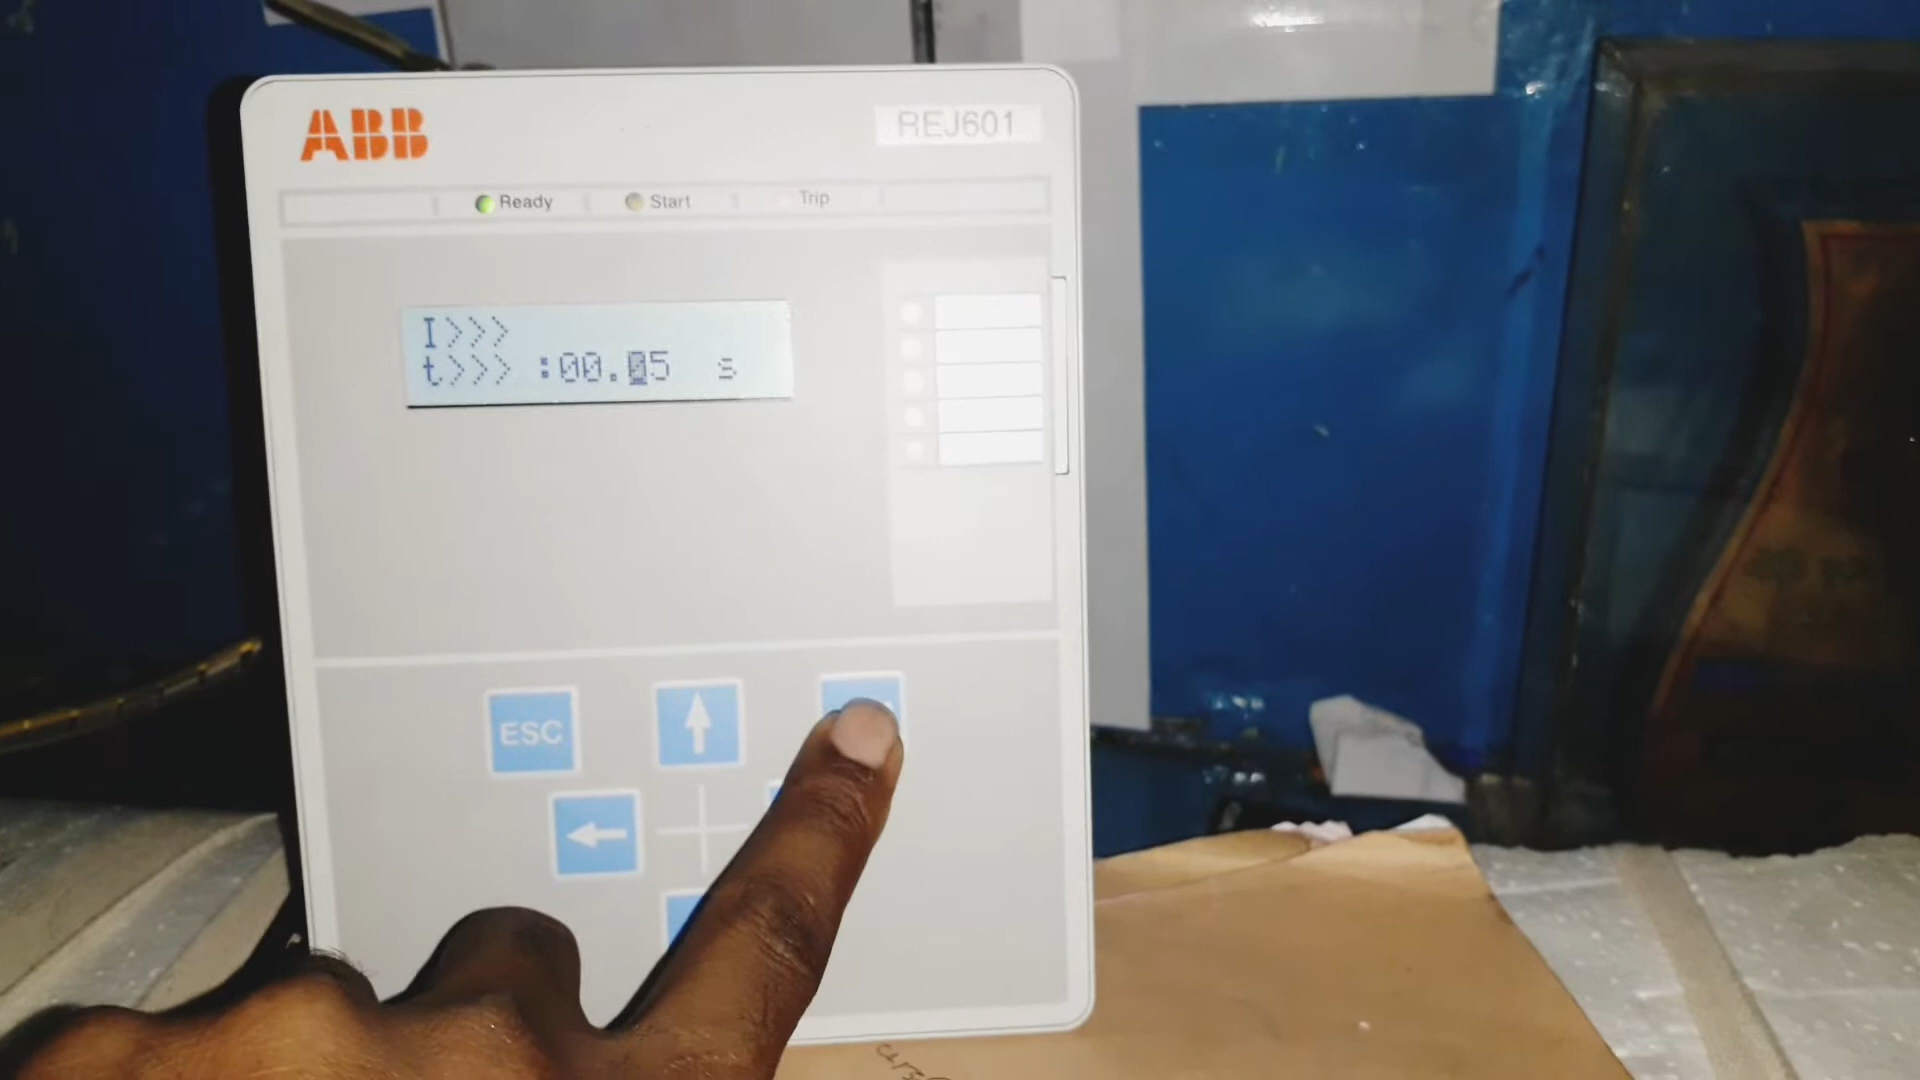 ABB
REJ601
Ready Start Trip
I>>>
t>>> :00.05 s
ESC